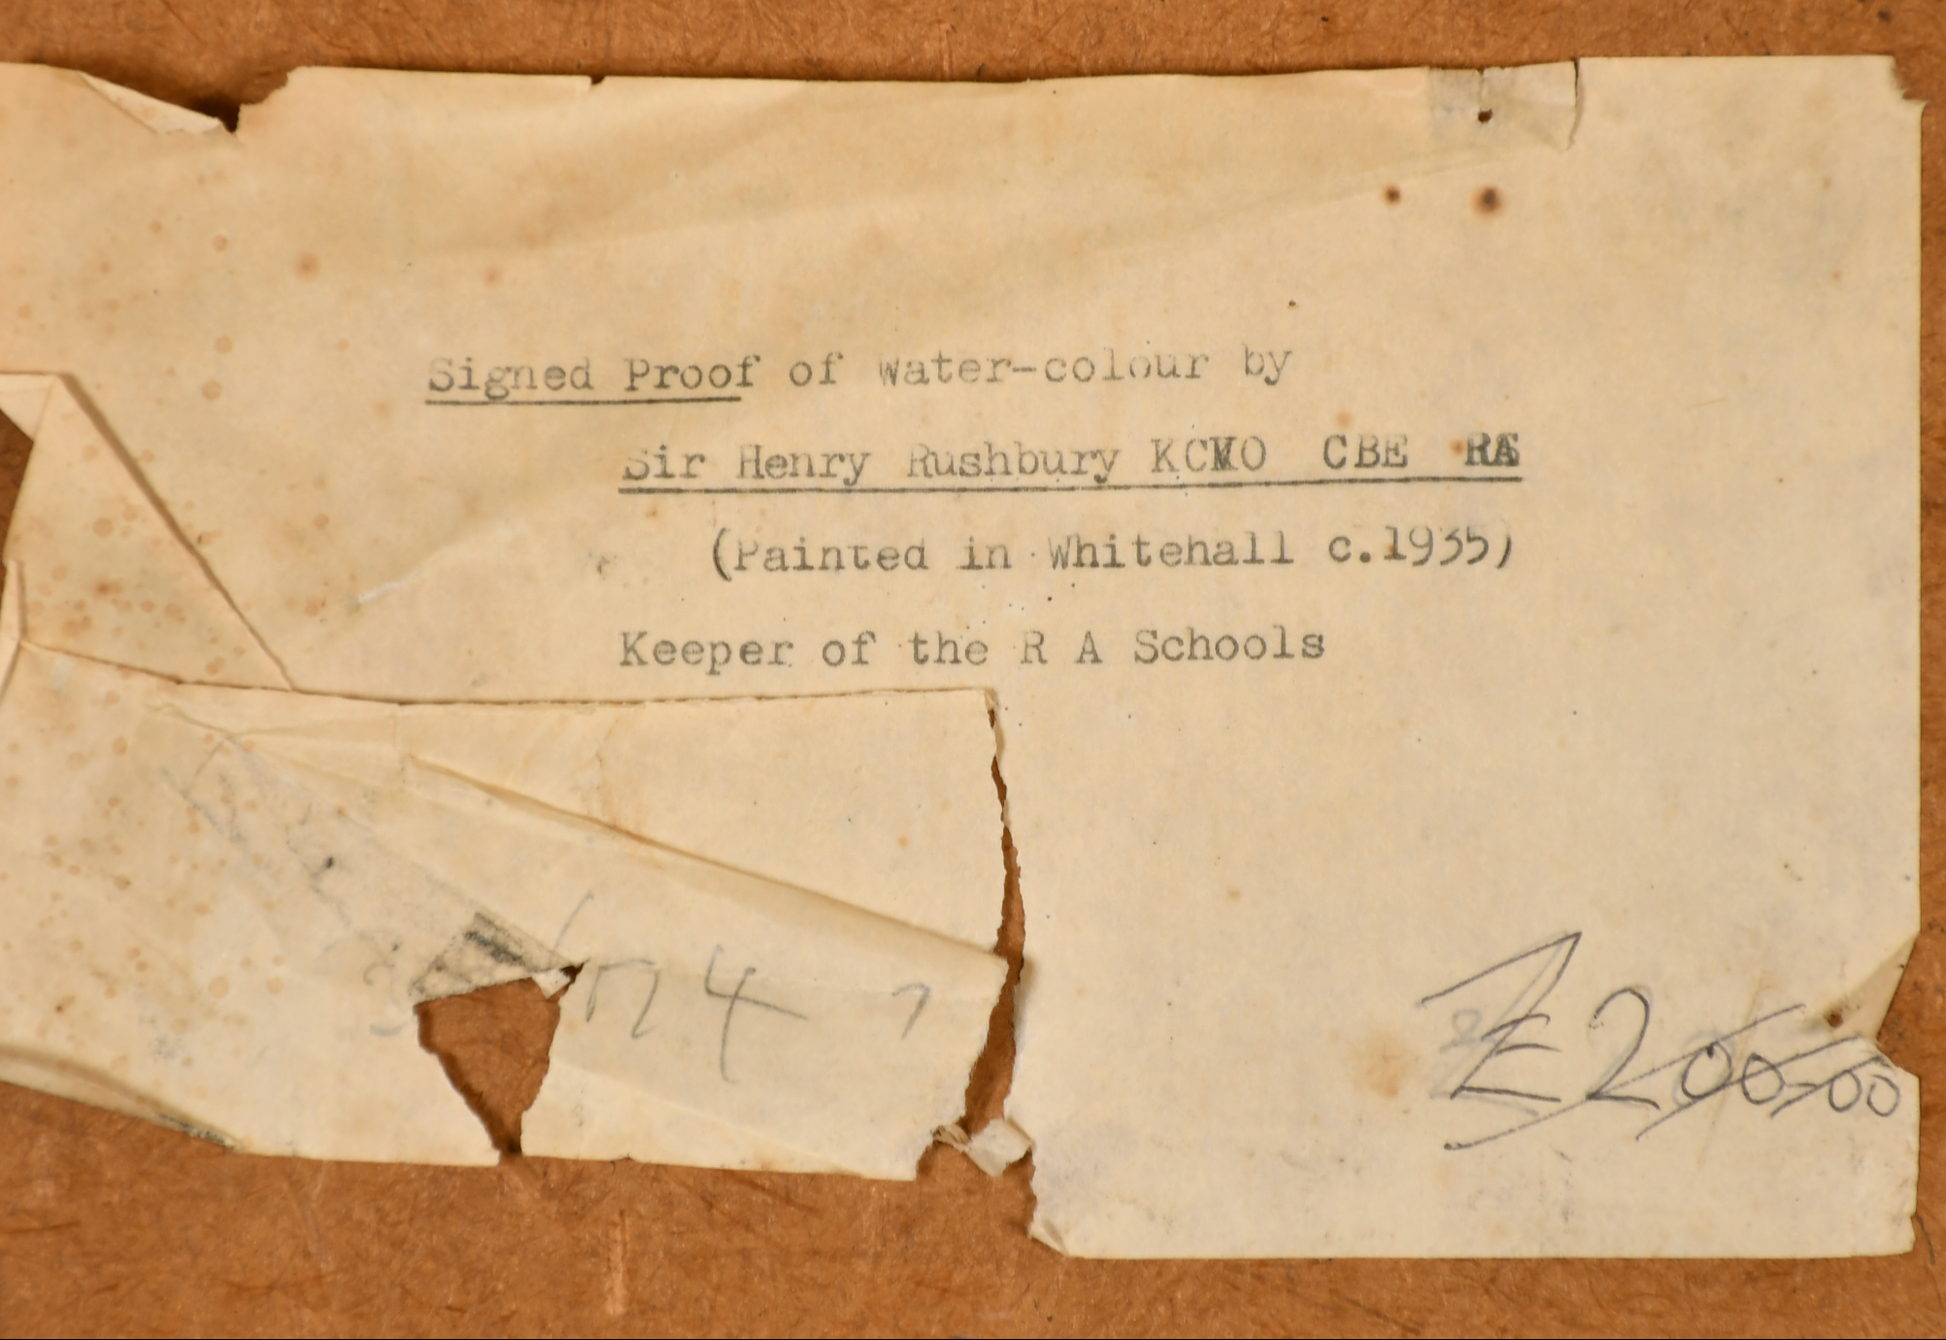 Signed Proof of Water-colour by
Sir Henry Rushbury KCVO CBE RA
(Painted in Whitehall c.1935)
Keeper of the R A Schools
£200-00